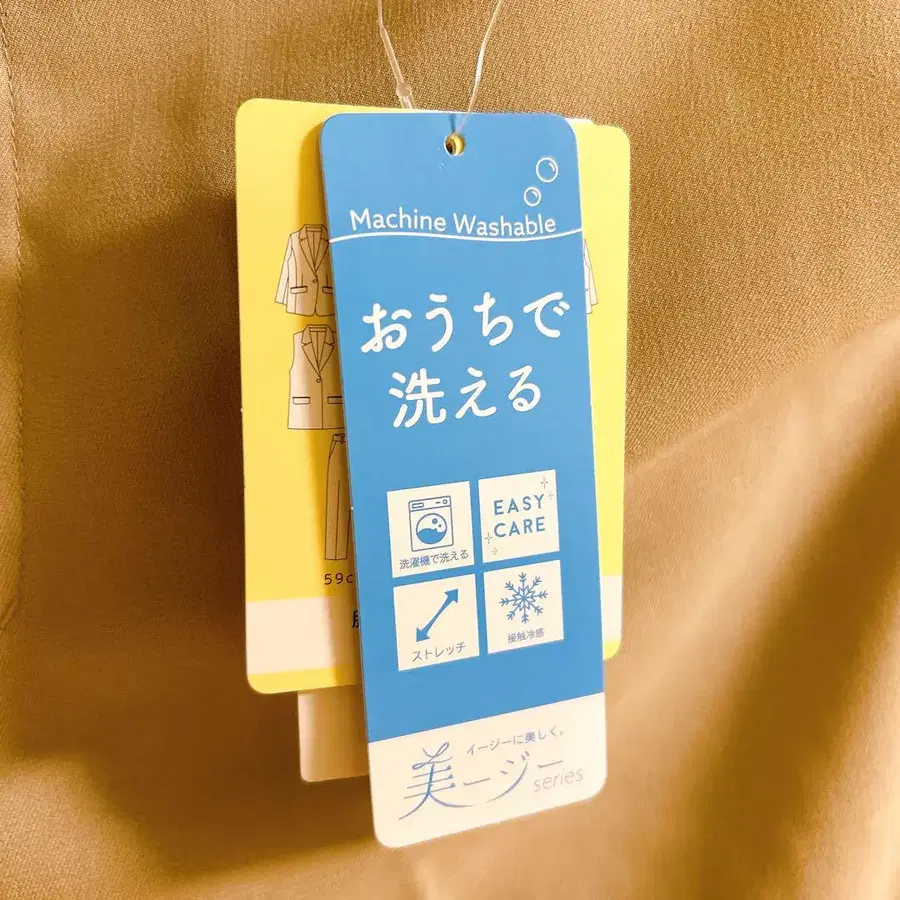 Machine Washable
おうちで
洗える
洗濯機で洗える
EASY
CARE
ストレッチ
接触冷感
イージーに美しく。
美ージー
series
59c